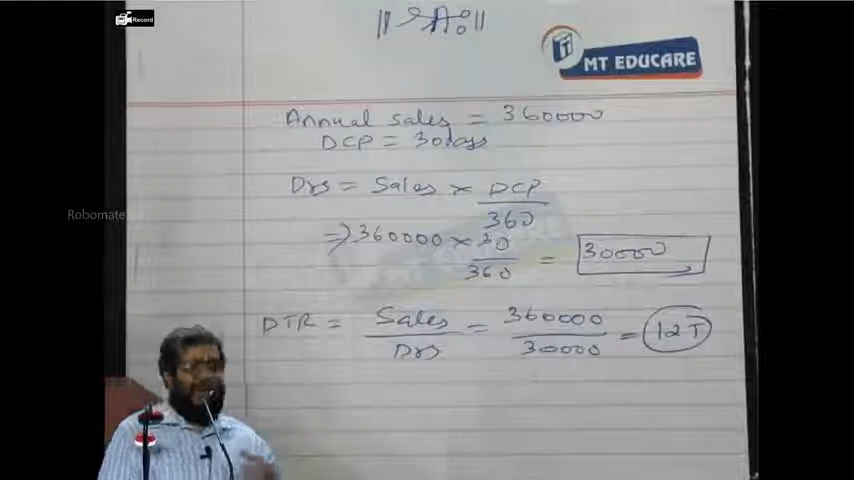 Record
MT EDUCARE
Annual sales = 360000
DCP = 30days
Drs = Sales × DCP / 360
⇒ 360000 × 30 / 360 = 30000
Robomate
DTR = Sales / Drs = 360000 / 30000 = 12T